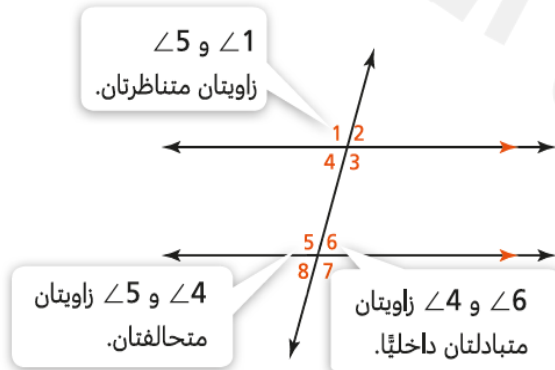 ∠1 و ∠5
زاويتان متناظرتان.
1 2
4 3
5 6
8 7
∠4 و ∠5 زاويتان
متحالفتان.
∠6 و ∠4 زاويتان
متبادلتان داخليًّا.